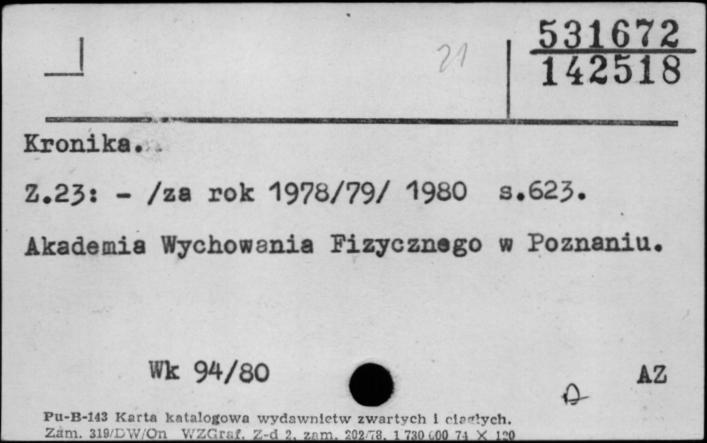 21
531672
142518
Kronika.
Z.23: - /za rok 1978/79/ 1980 s.623.
Akademia Wychowania Fizycznego w Poznaniu.
Wk 94/80
AZ
Pu-B-143 Karta katalogowa wydawnictw zwartych i ciągłych.
Zam. 319/DW/On WZGraf. Z-d 2, zam. 202/78. 1 730 000 74 X 120